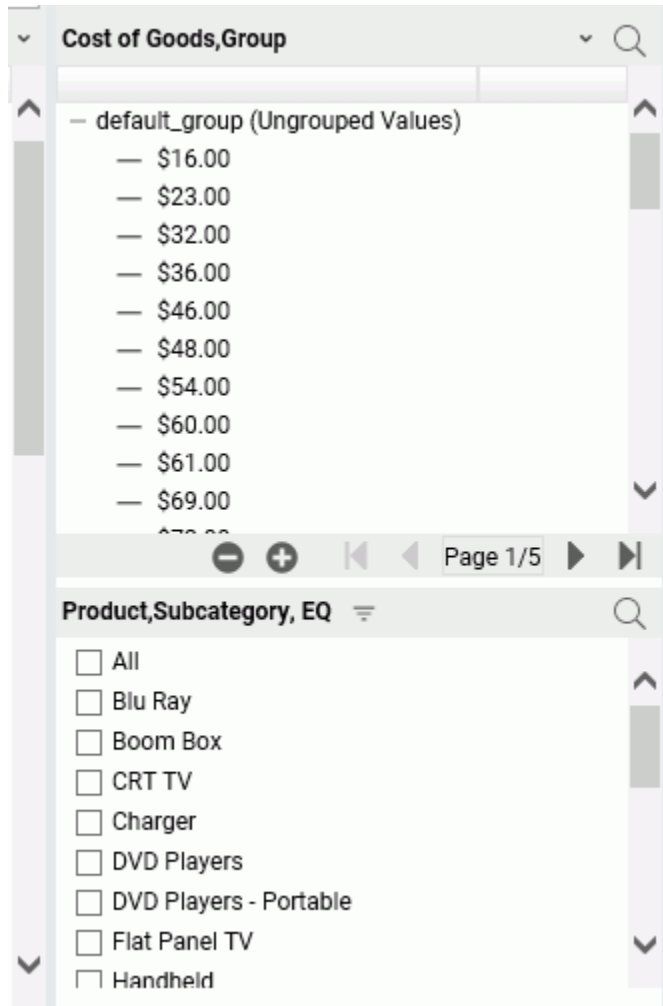 Cost of Goods,Group
default_group (Ungrouped Values)
$16.00
$23.00
$32.00
$36.00
$46.00
$48.00
$54.00
$60.00
$61.00
$69.00
Page 1/5
Product,Subcategory, EQ
All
Blu Ray
Boom Box
CRT TV
Charger
DVD Players
DVD Players - Portable
Flat Panel TV
Handheld